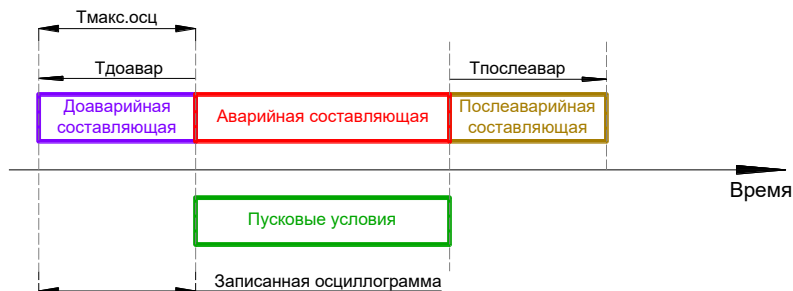 Тмакс.осц
Тдоавар
Тпослеавар
Доаварийная
составляющая
Аварийная составляющая
Послеаварийная
составляющая
Время
Пусковые условия
Записанная осциллограмма